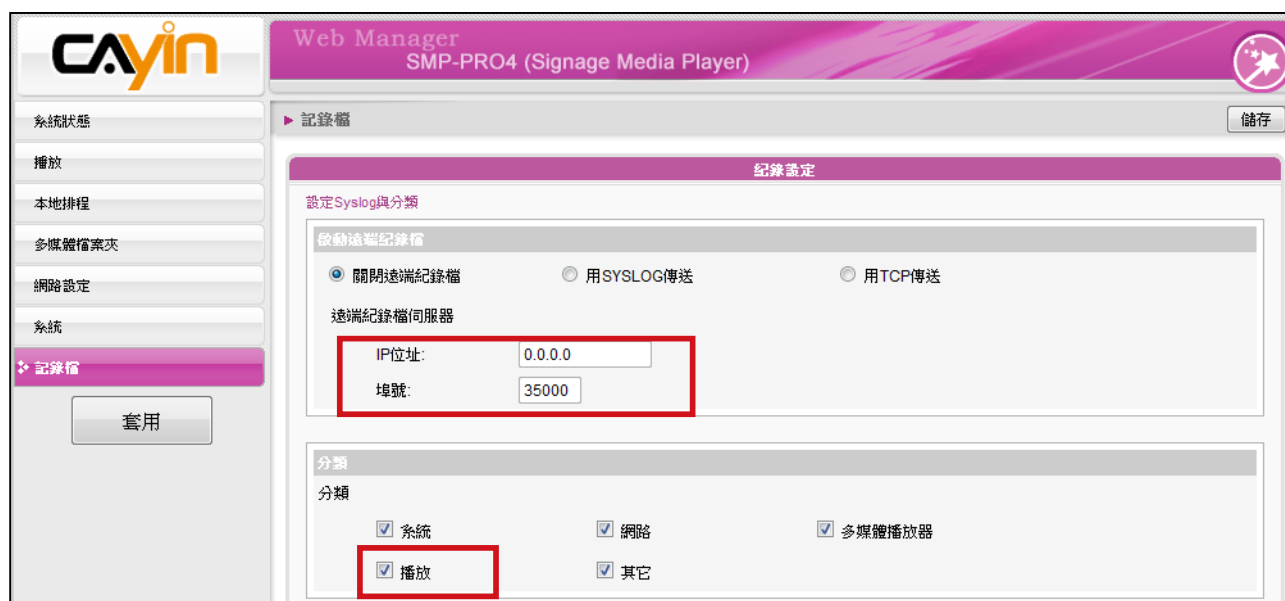 CAYIN
Web Manager
SMP-PRO4 (Signage Media Player)
系統狀態
播放
本地排程
多媒體檔案夾
網路設定
系統
記錄檔
套用
記錄檔
儲存
紀錄設定
設定Syslog與分類
啟動遠端紀錄檔
關閉遠端紀錄檔 用SYSLOG傳送 用TCP傳送
遠端紀錄檔伺服器
IP位址: 0.0.0.0
埠號: 35000
分類
分類
系統 網路 多媒體播放器
播放 其它